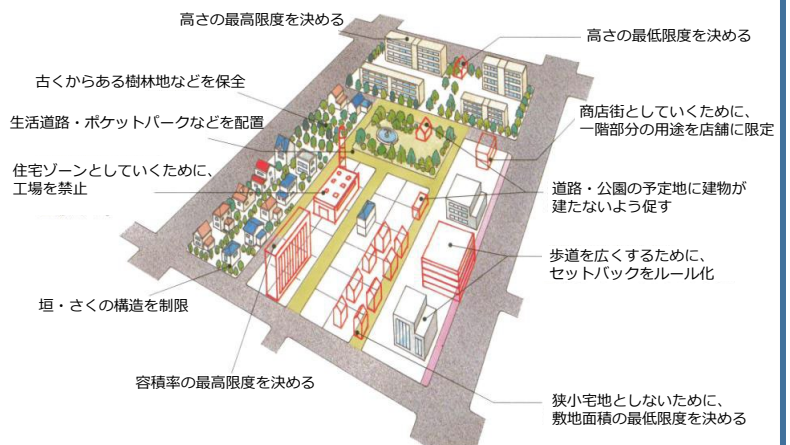 高さの最高限度を決める
高さの最低限度を決める
古くからある樹林地などを保全
生活道路・ポケットパークなどを配置
商店街としていくために、
一階部分の用途を店舗に限定
住宅ゾーンとしていくために、
工場を禁止
道路・公園の予定地に建物が
建たないよう促す
歩道を広くするために、
セットバックをルール化
垣・さくの構造を制限
容積率の最高限度を決める
狭小宅地としないために、
敷地面積の最低限度を決める